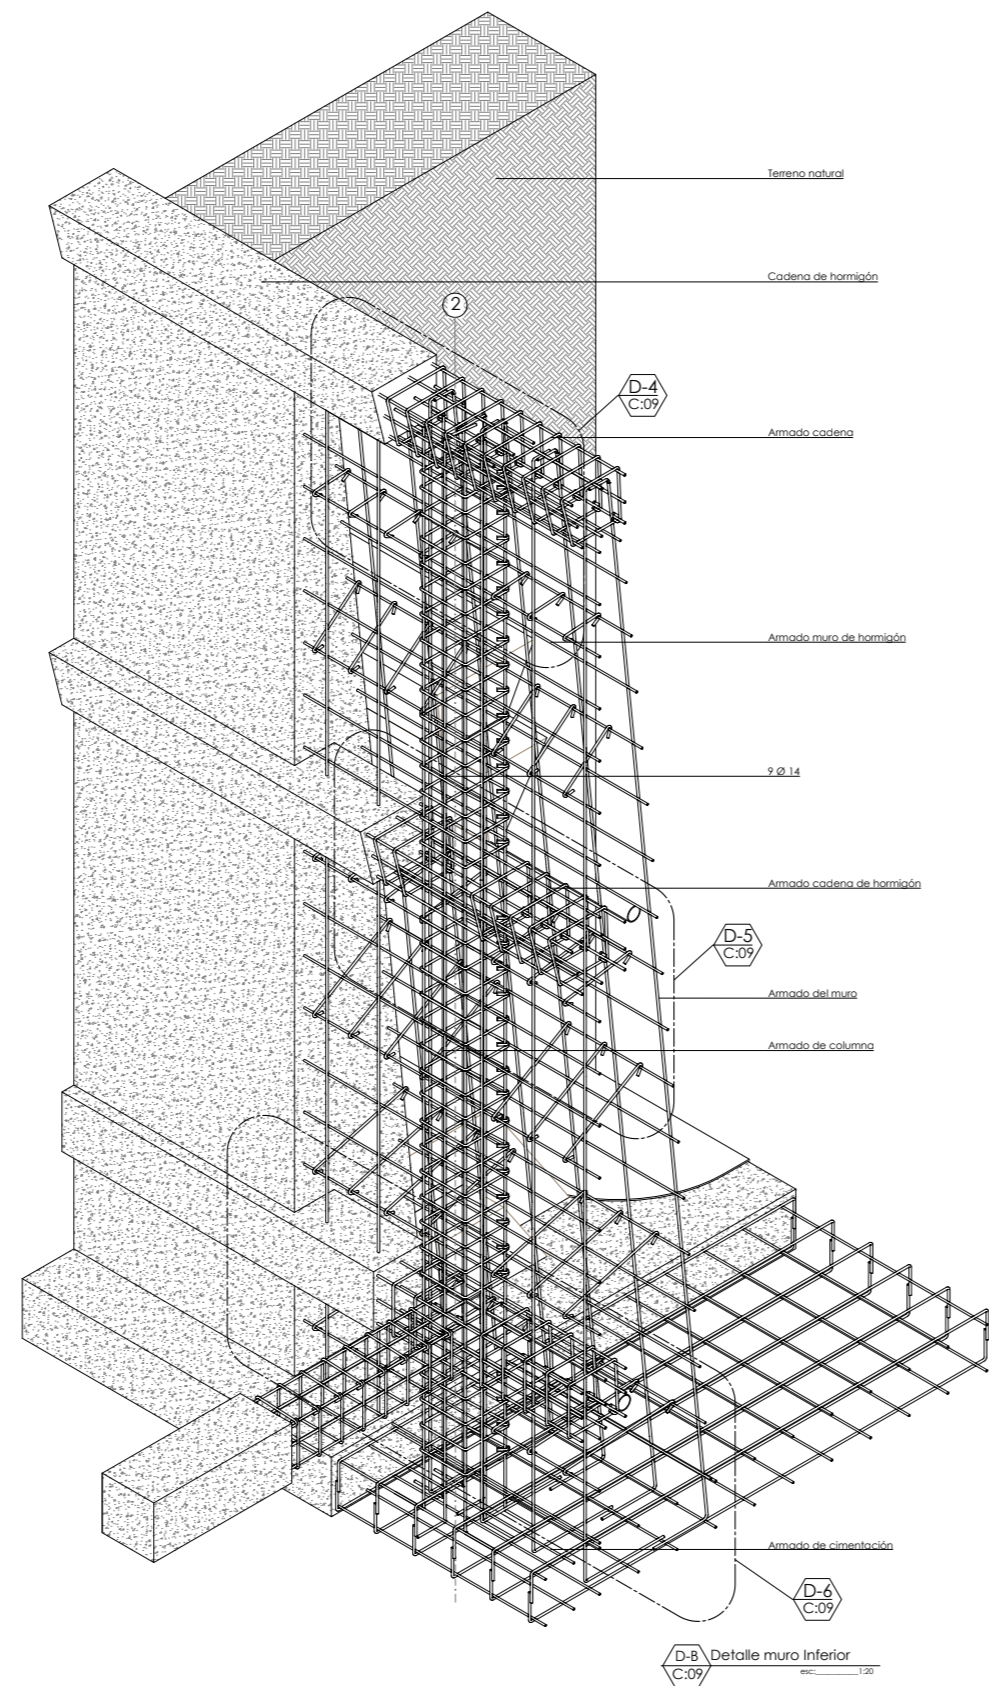 Terreno natural
Cadena de hormigón
2
D-4
C:09
Armado cadena
Armado muro de hormigón
9 Ø 14
Armado cadena de hormigón
D-5
C:09
Armado del muro
Armado de columna
Armado de cimentación
D-6
C:09
D-B Detalle muro Inferior
C:09 esc:________1:20